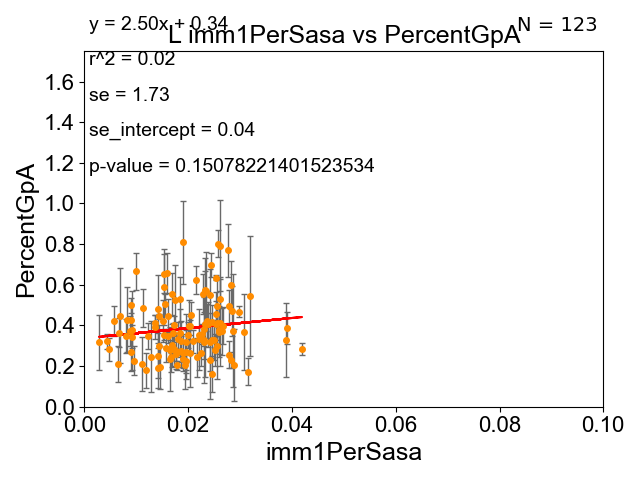 y = 2.50x + 0.34
N = 123
L imm1PerSasa vs PercentGpA
r^2 = 0.02
se = 1.73
se_intercept = 0.04
p-value = 0.15078221401523534
PercentGpA
1.6
1.4
1.2
1.0
0.8
0.6
0.4
0.2
0.0
0.00 0.02 0.04 0.06 0.08 0.10
imm1PerSasa